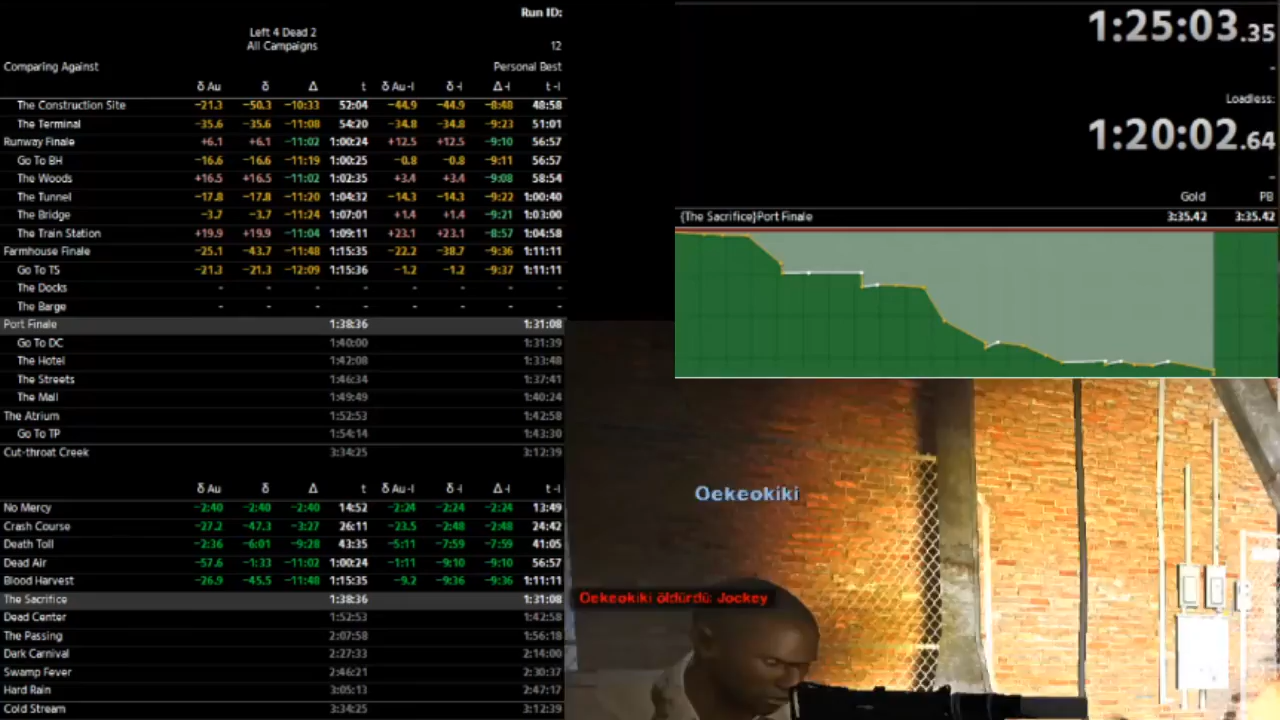 Run ID:
Left 4 Dead 2
All Campaigns
12
Comparing Against Personal Best
δ Au δ Δ t δ Au-l δ-l Δ-l t-l
The Construction Site −21.3 −50.3 −10:33 52:04 −44.9 −44.9 −8:48 48:58
The Terminal −35.6 −35.6 −11:08 54:20 −34.8 −34.8 −9:23 51:01
Runway Finale +6.1 +6.1 −11:02 1:00:24 +12.5 +12.5 −9:10 56:57
Go To BH −16.6 −16.6 −11:19 1:00:25 −0.8 −0.8 −9:11 56:57
The Woods +16.5 +16.5 −11:02 1:02:35 +3.4 +3.4 −9:08 58:54
The Tunnel −17.8 −17.8 −11:20 1:04:32 −14.3 −14.3 −9:22 1:00:40
The Bridge −3.7 −3.7 −11:24 1:07:01 +1.4 +1.4 −9:21 1:03:00
The Train Station +19.9 +19.9 −11:04 1:09:11 +23.1 +23.1 −8:57 1:04:58
Farmhouse Finale −25.1 −43.7 −11:48 1:15:35 −22.2 −38.7 −9:36 1:11:11
Go To TS −21.3 −21.3 −12:09 1:15:36 −1.2 −1.2 −9:37 1:11:11
The Docks - - - - - - - -
The Barge - - - - - - - -
Port Finale 1:38:36 1:31:08
Go To DC 1:40:00 1:31:39
The Hotel 1:42:08 1:33:48
The Streets 1:46:34 1:37:41
The Mall 1:49:49 1:40:24
The Atrium 1:52:53 1:42:58
Go To TP 1:54:14 1:43:30
Cut-throat Creek 3:34:25 3:12:39
δ Au δ Δ t δ Au-l δ-l Δ-l t-l
No Mercy −2:40 −2:40 −2:40 14:52 −2:24 −2:24 −2:24 13:49
Crash Course −27.2 −47.3 −3:27 26:11 −23.5 −2:48 −2:48 24:42
Death Toll −2:36 −6:01 −9:28 43:35 −5:11 −7:59 −7:59 41:05
Dead Air −57.6 −1:33 −11:02 1:00:24 −1:11 −9:10 −9:10 56:57
Blood Harvest −26.9 −45.5 −11:48 1:15:35 −9.2 −9:36 −9:36 1:11:11
The Sacrifice 1:38:36 1:31:08
Dead Center 1:52:53 1:42:58
The Passing 2:07:58 1:56:18
Dark Carnival 2:27:33 2:14:00
Swamp Fever 2:46:21 2:30:37
Hard Rain 3:05:13 2:47:17
Cold Stream 3:34:25 3:12:39
1:25:03.35
-
Loadless:
1:20:02.64
-
Gold PB
{The Sacrifice}Port Finale 3:35.42 3:35.42
Oekeokiki
Oekeokiki öldürdü: Jockey